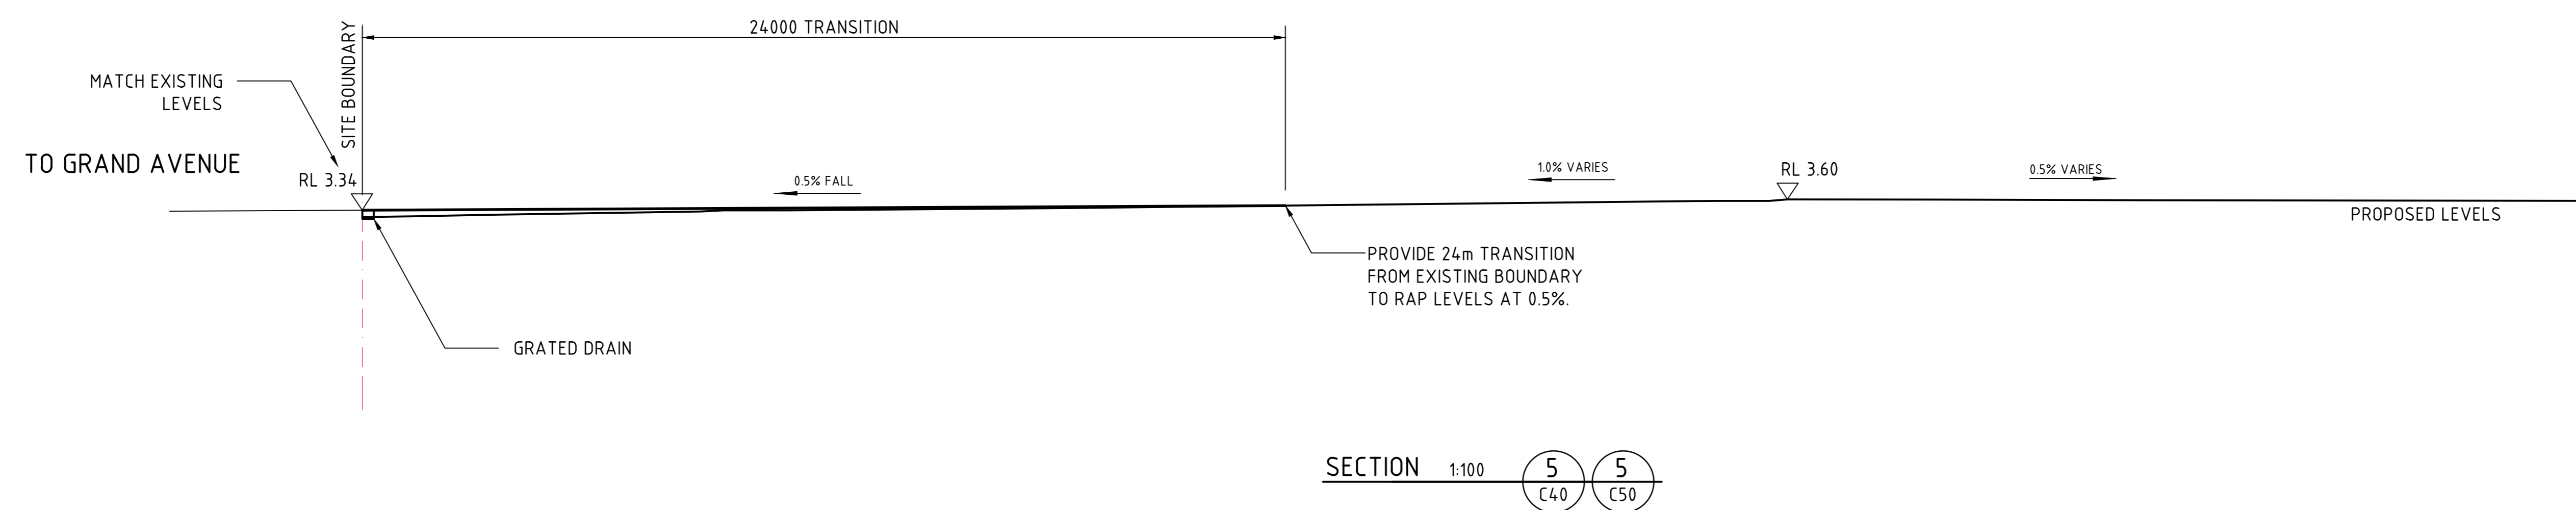 24000 TRANSITION
SITE BOUNDARY
MATCH EXISTING
LEVELS
TO GRAND AVENUE
RL 3.34
0.5% FALL
1.0% VARIES
RL 3.60
0.5% VARIES
PROPOSED LEVELS
PROVIDE 24m TRANSITION
FROM EXISTING BOUNDARY
TO RAP LEVELS AT 0.5%.
GRATED DRAIN
SECTION 1:100
5
C40
5
C50